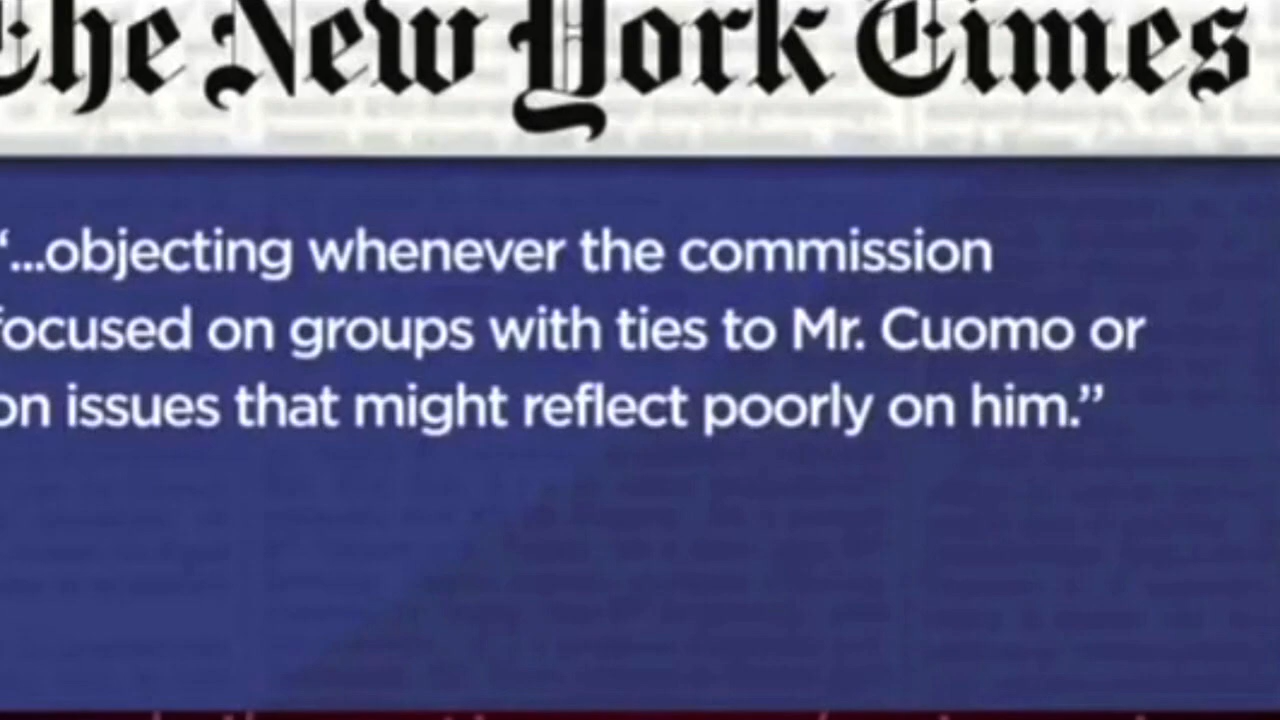 The New York Times
“...objecting whenever the commission
focused on groups with ties to Mr. Cuomo or
on issues that might reflect poorly on him.”